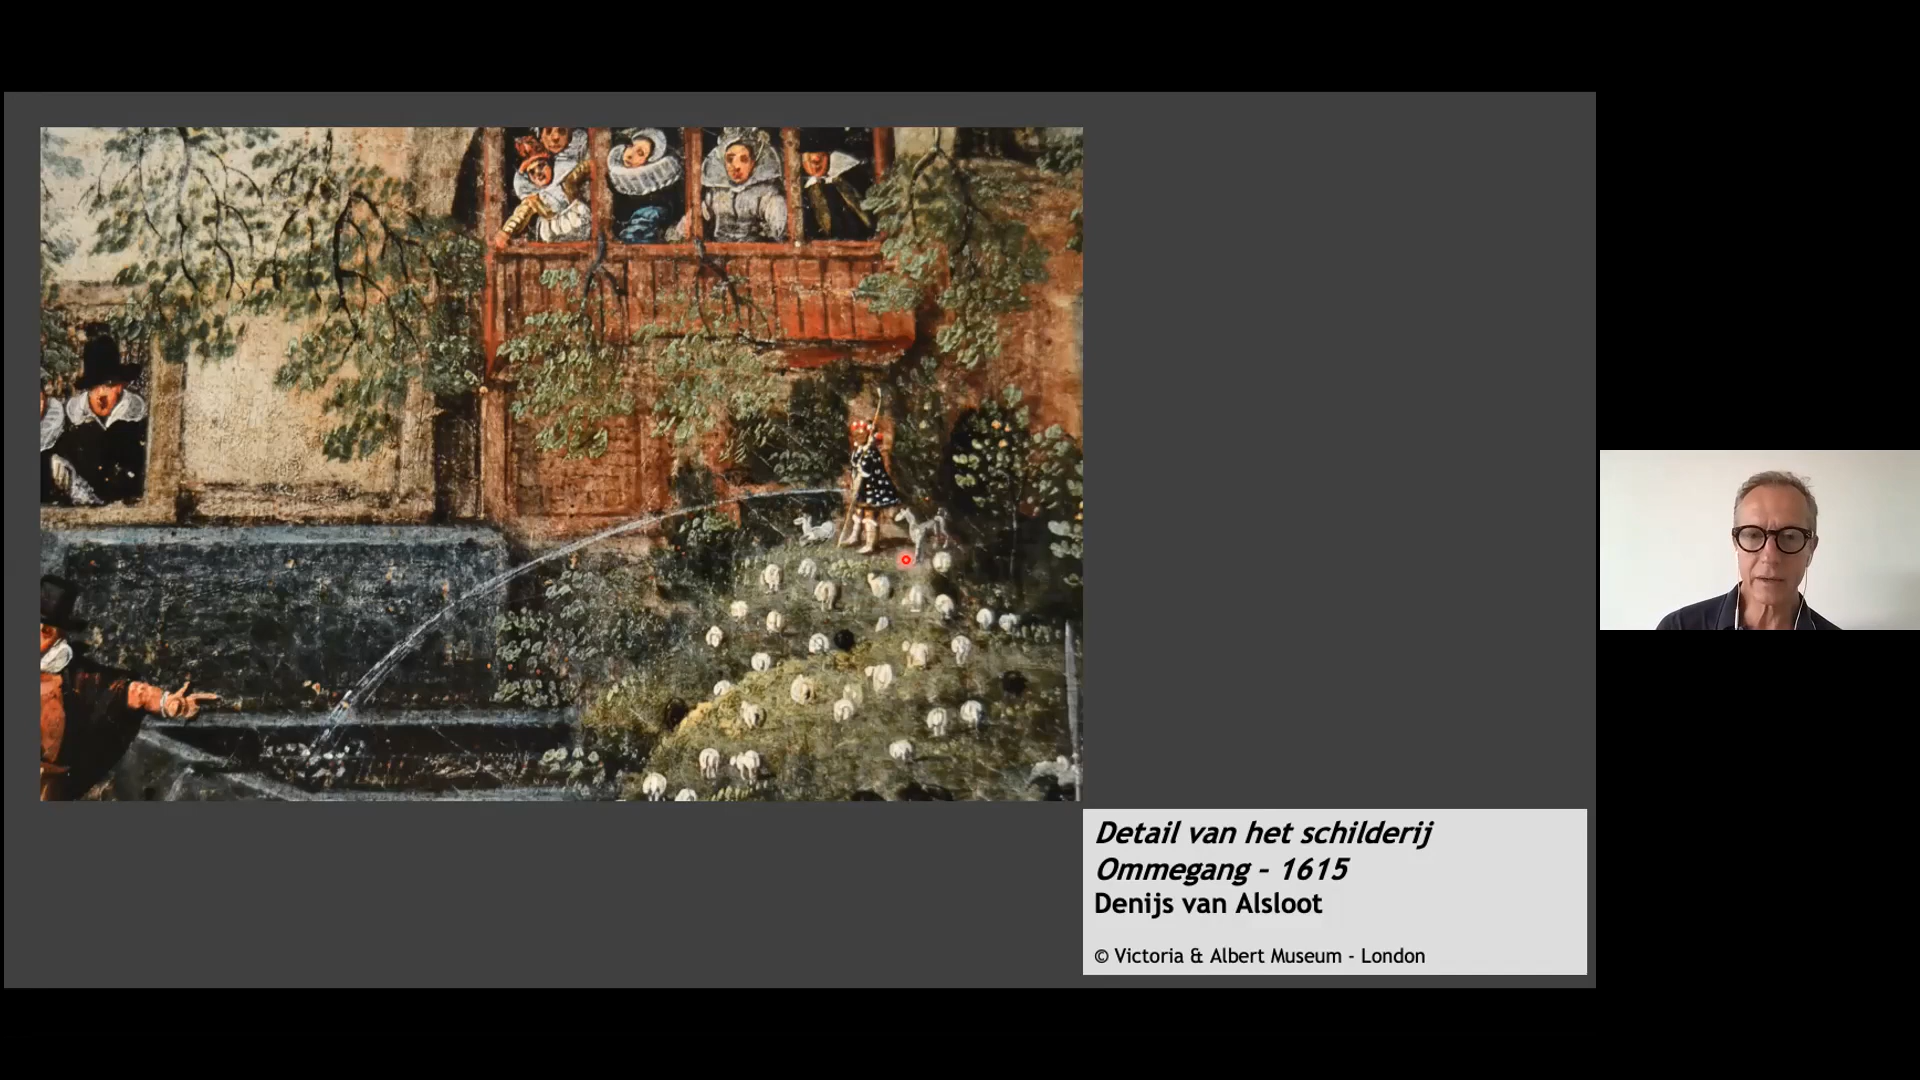 Detail van het schilderij
Ommegang - 1615
Denijs van Alsloot
© Victoria & Albert Museum - London